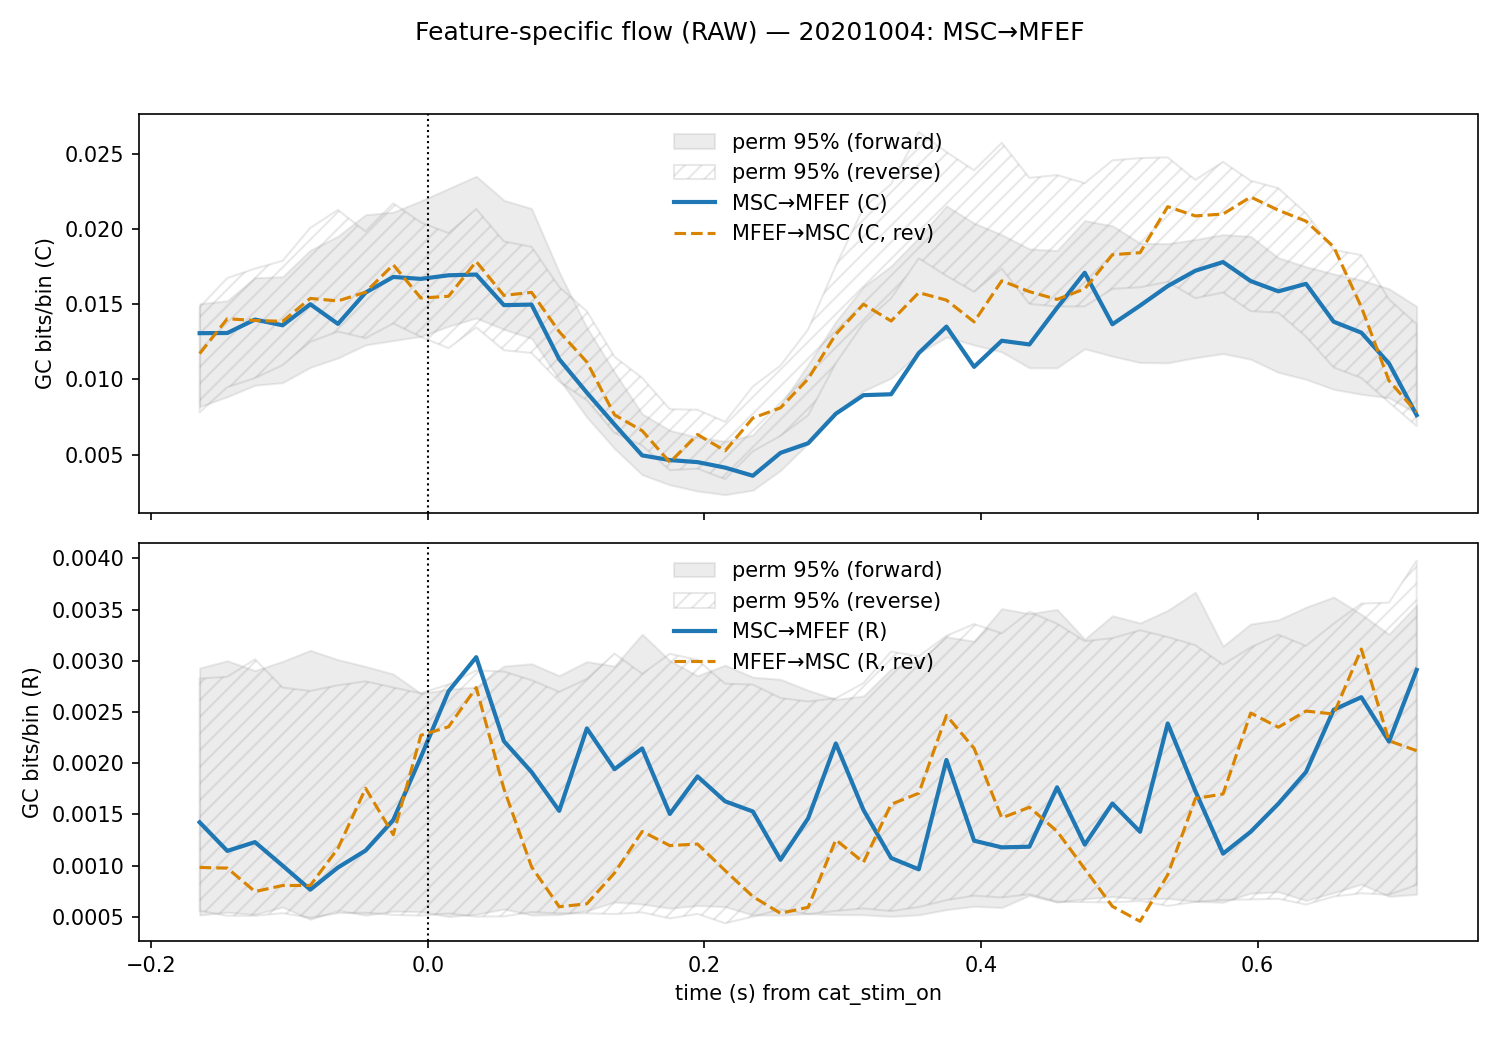 Feature-specific flow (RAW) — 20201004: MSC→MFEF
GC bits/bin (C)
0.025
0.020
0.015
0.010
0.005
perm 95% (forward)
perm 95% (reverse)
MSC→MFEF (C)
MFEF→MSC (C, rev)
GC bits/bin (R)
0.0040
0.0035
0.0030
0.0025
0.0020
0.0015
0.0010
0.0005
perm 95% (forward)
perm 95% (reverse)
MSC→MFEF (R)
MFEF→MSC (R, rev)
−0.2 0.0 0.2 0.4 0.6
time (s) from cat_stim_on